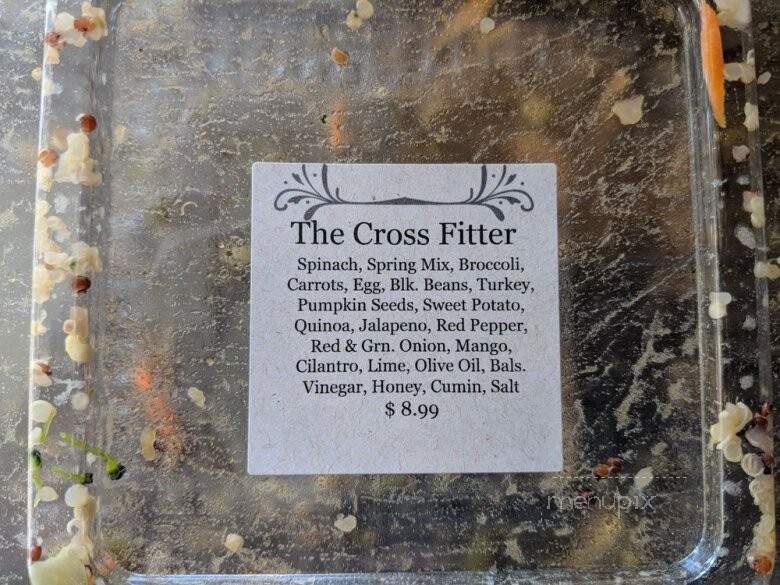 The Cross Fitter
Spinach, Spring Mix, Broccoli,
Carrots, Egg, Blk. Beans, Turkey,
Pumpkin Seeds, Sweet Potato,
Quinoa, Jalapeno, Red Pepper,
Red & Grn. Onion, Mango,
Cilantro, Lime, Olive Oil, Bals.
Vinegar, Honey, Cumin, Salt
$ 8.99
menupix